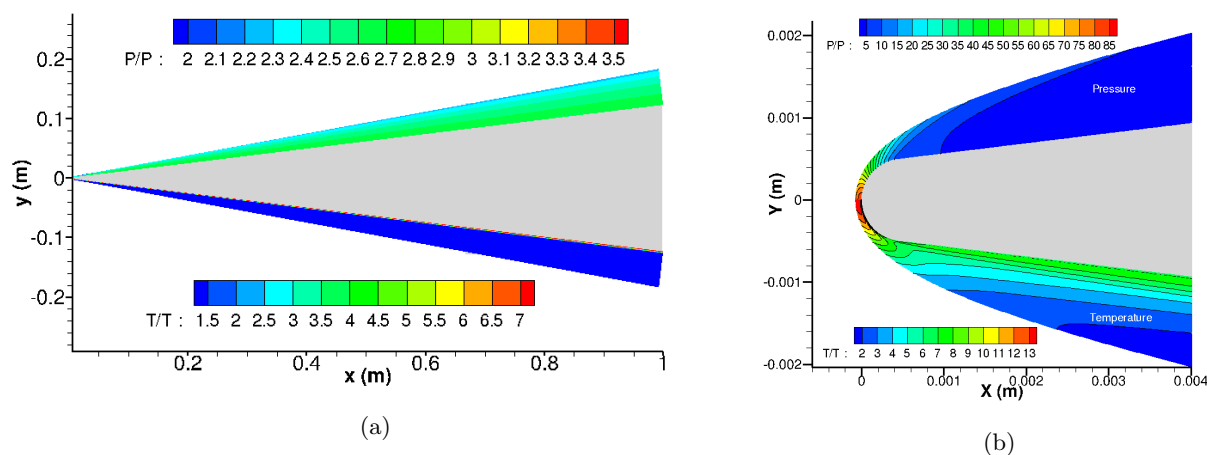 P/P : 2 2.1 2.2 2.3 2.4 2.5 2.6 2.7 2.8 2.9 3 3.1 3.2 3.3 3.4 3.5
0.2
0.1
0
-0.1
-0.2
y (m)
T/T : 1.5 2 2.5 3 3.5 4 4.5 5 5.5 6 6.5 7
0.2 0.4 0.6 0.8 1
x (m)
(a)
P/P : 5 10 15 20 25 30 35 40 45 50 55 60 65 70 75 80 85
0.002
0.001
0
-0.001
-0.002
Y (m)
Pressure
Temperature
T/T : 2 3 4 5 6 7 8 9 10 11 12 13
0 0.001 0.002 0.003 0.004
X (m)
(b)